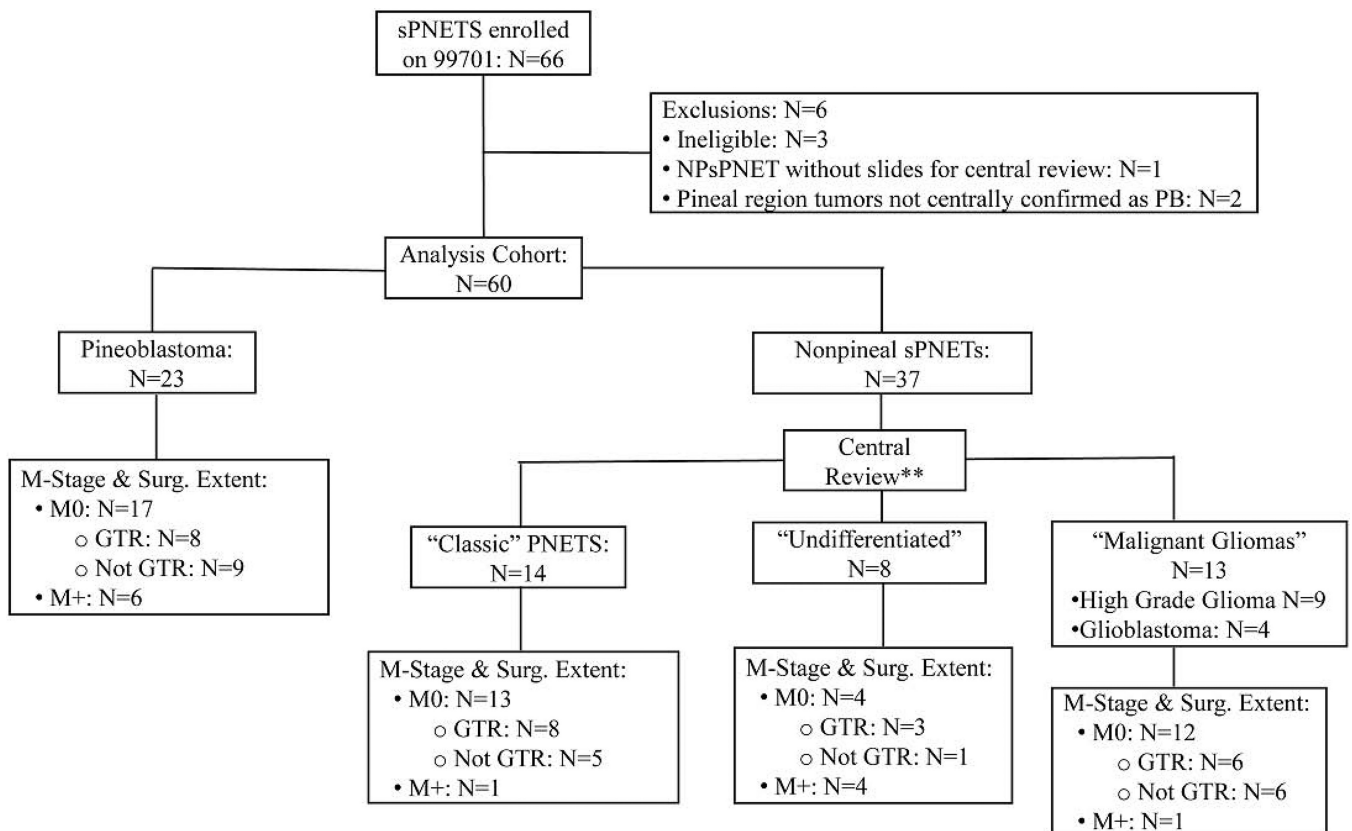 sPNETS enrolled
on 99701: N=66
Exclusions: N=6
• Ineligible: N=3
• NPsPNET without slides for central review: N=1
• Pineal region tumors not centrally confirmed as PB: N=2
Analysis Cohort:
N=60
Pineoblastoma:
N=23
Nonpineal sPNETs:
N=37
M-Stage & Surg. Extent:
• M0: N=17
o GTR: N=8
o Not GTR: N=9
• M+: N=6
Central
Review**
“Classic” PNETS:
N=14
“Undifferentiated”
N=8
“Malignant Gliomas”
N=13
•High Grade Glioma N=9
•Glioblastoma: N=4
M-Stage & Surg. Extent:
• M0: N=13
o GTR: N=8
o Not GTR: N=5
• M+: N=1
M-Stage & Surg. Extent:
• M0: N=4
o GTR: N=3
o Not GTR: N=1
• M+: N=4
M-Stage & Surg. Extent:
• M0: N=12
o GTR: N=6
o Not GTR: N=6
• M+: N=1